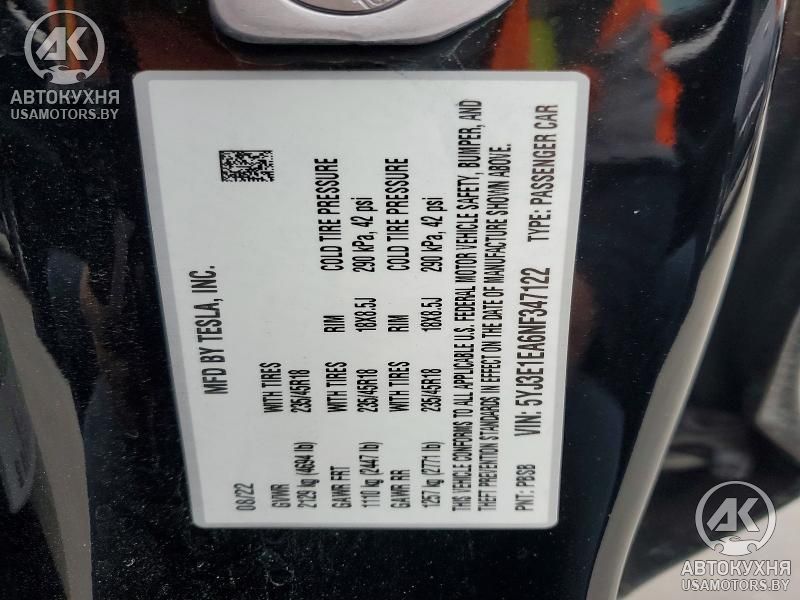 AK
АВТОКУХНЯ
USAMOTORS.BY
MFD BY TESLA, INC.
08/22
GVWR WITH TIRES
2129 kg (4694 lb) 235/45R18
GAWR FRT WITH TIRES RIM COLD TIRE PRESSURE
1110 kg (2447 lb) 235/45R18 18X8.5J 290 kPa, 42 psi
GAWR RR WITH TIRES RIM COLD TIRE PRESSURE
1257 kg (2771 lb) 235/45R18 18X8.5J 290 kPa, 42 psi
THIS VEHICLE CONFORMS TO ALL APPLICABLE U.S. FEDERAL MOTOR VEHICLE SAFETY, BUMPER, AND
THEFT PREVENTION STANDARDS IN EFFECT ON THE DATE OF MANUFACTURE SHOWN ABOVE.
PNT: PBSB VIN: 5YJ3E1EA6NF347122 TYPE: PASSENGER CAR
AK
АВТОКУХНЯ
USAMOTORS.BY